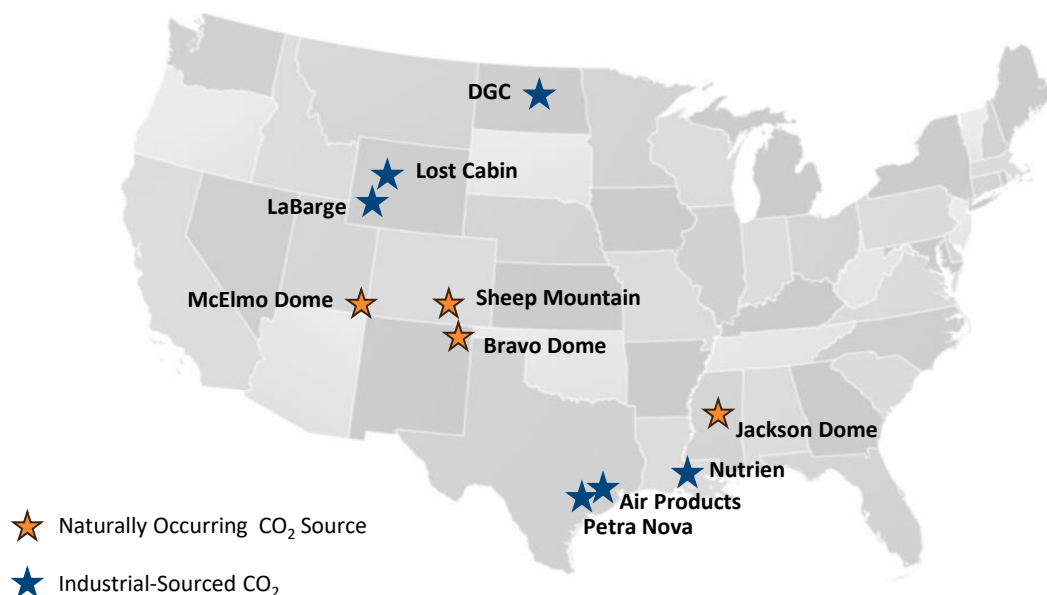 DGC
Lost Cabin
LaBarge
McElmo Dome
Sheep Mountain
Bravo Dome
Jackson Dome
Nutrien
Air Products
Petra Nova
Naturally Occurring CO₂ Source
Industrial-Sourced CO₂